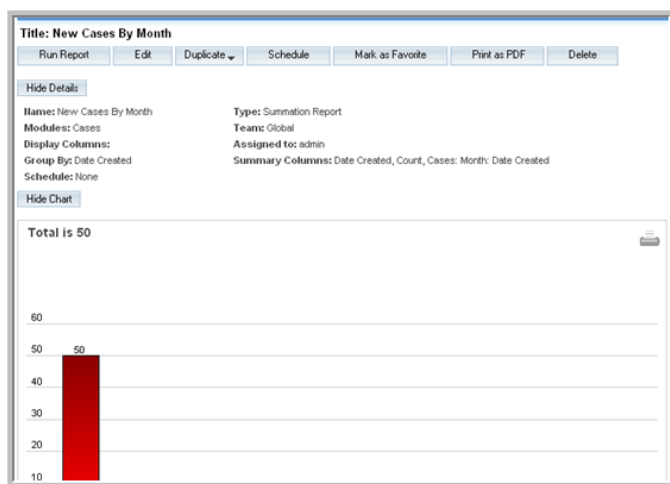 Title: New Cases By Month
Run Report Edit Duplicate Schedule Mark as Favorite Print as PDF Delete
Hide Details
Name: New Cases By Month Type: Summation Report
Modules: Cases Team: Global
Display Columns: Assigned to: admin
Group By: Date Created Summary Columns: Date Created, Count, Cases: Month: Date Created
Schedule: None
Hide Chart
Total is 50
60
50 50
40
30
20
10